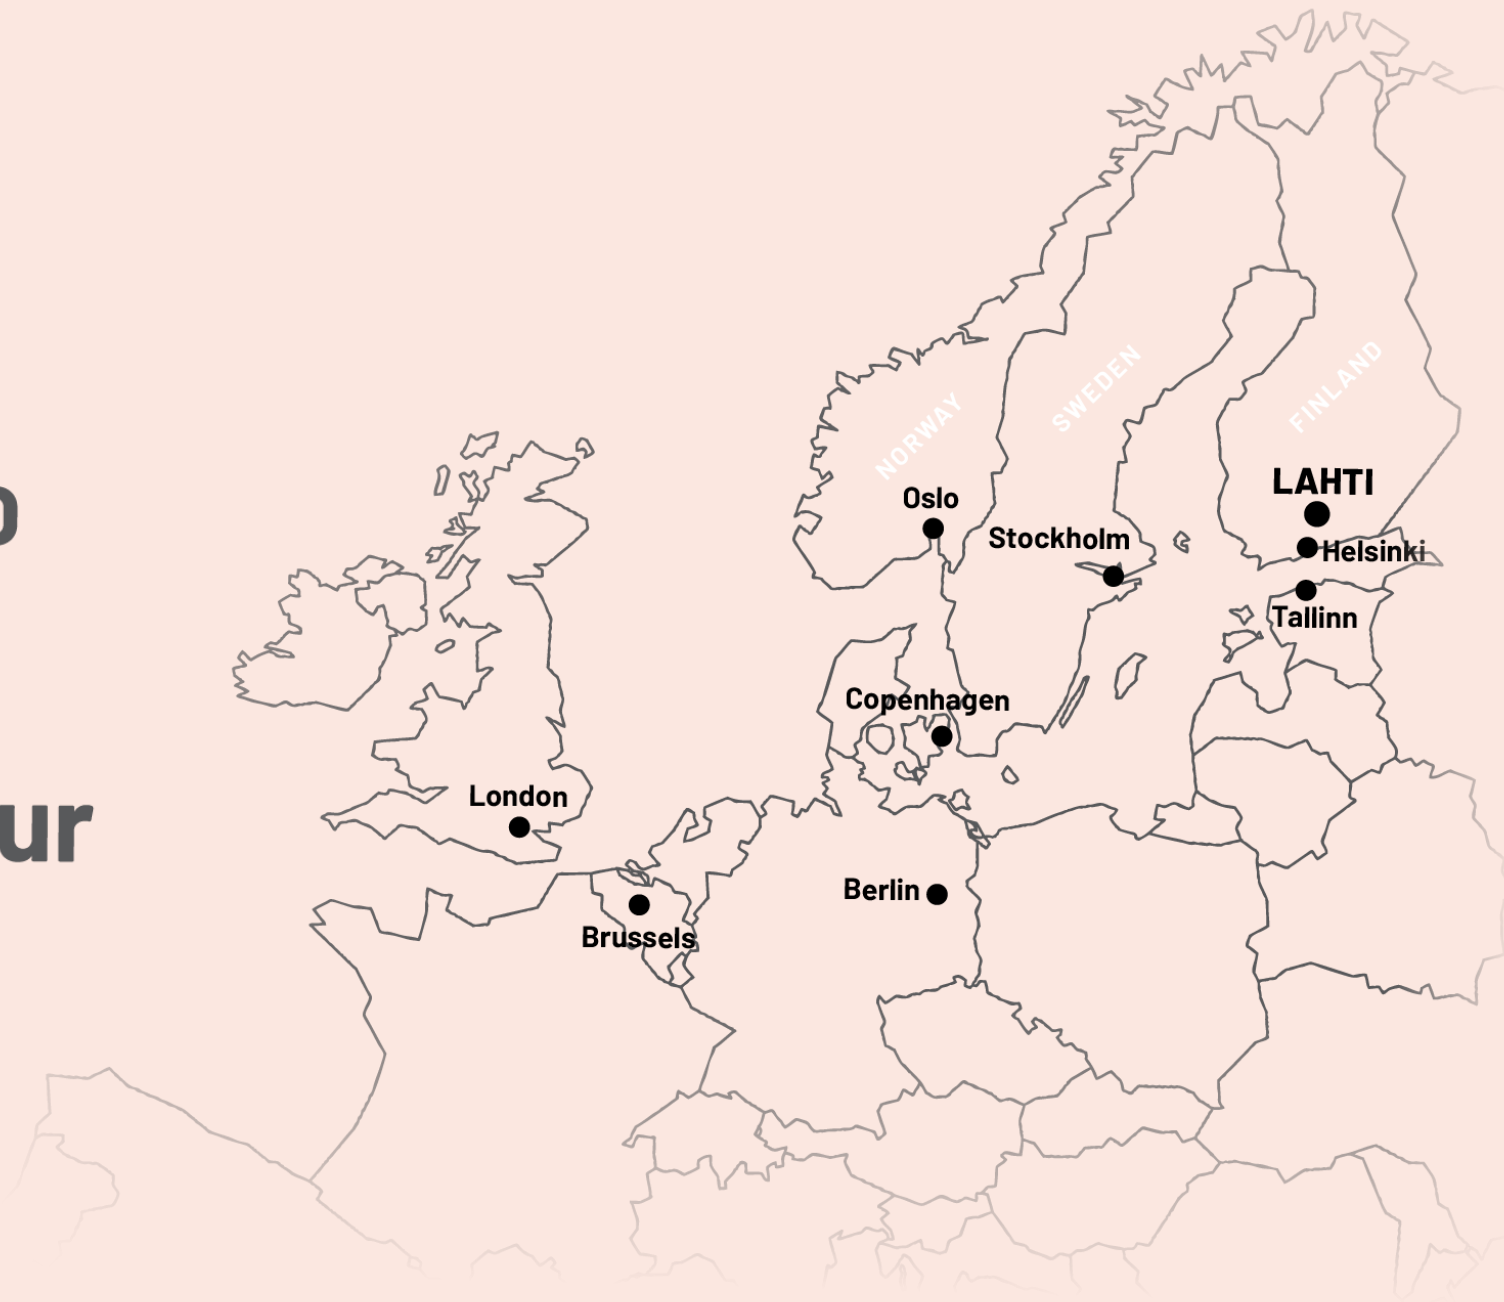 NORWAY
SWEDEN
FINLAND
LAHTI
Oslo
Stockholm
Helsinki
Tallinn
Copenhagen
London
ur
Berlin
Brussels